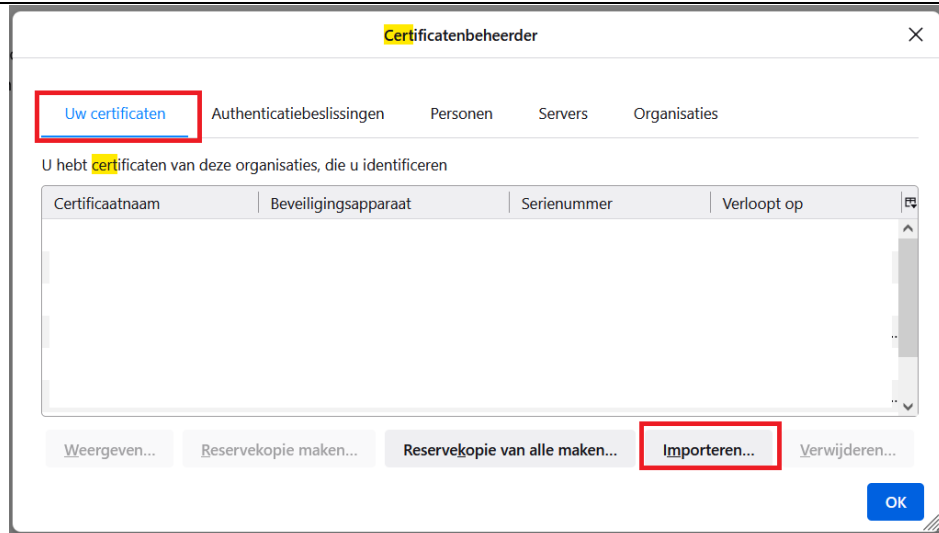 Certificatenbeheerder
Uw certificaten Authenticatiebeslissingen Personen Servers Organisaties
U hebt certificaten van deze organisaties, die u identificeren
Certificaatnaam Beveiligingsapparaat Serienummer Verloopt op
Weergeven... Reservekopie maken... Reservekopie van alle maken... Importeren... Verwijderen...
OK